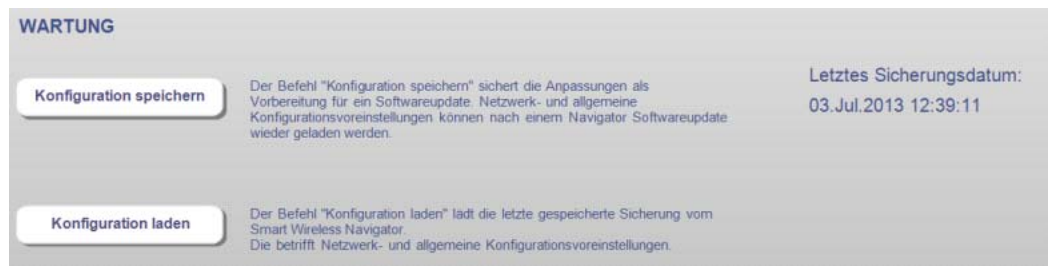 WARTUNG
Konfiguration speichern
Der Befehl "Konfiguration speichern" sichert die Anpassungen als
Vorbereitung für ein Softwareupdate. Netzwerk- und allgemeine
Konfigurationsvoreinstellungen können nach einem Navigator Softwareupdate
wieder geladen werden.
Letztes Sicherungsdatum:
03.Jul.2013 12:39:11
Konfiguration laden
Der Befehl "Konfiguration laden" lädt die letzte gespeicherte Sicherung vom
Smart Wireless Navigator.
Die betrifft Netzwerk- und allgemeine Konfigurationsvoreinstellungen.